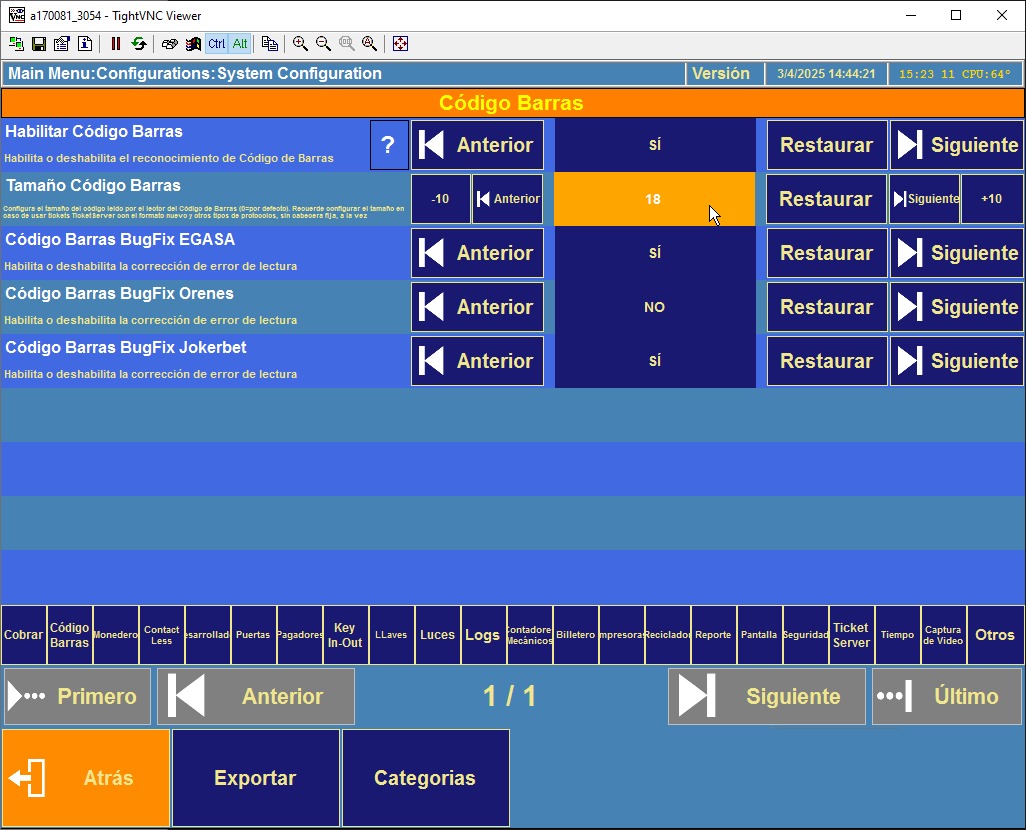 a170081_3054 - TightVNC Viewer
Ctrl Alt
Main Menu:Configurations:System Configuration
Versión
3/4/2025 14:44:21
15:23 11 CPU:64°
Código Barras
Habilitar Código Barras
Habilita o deshabilita el reconocimiento de Código de Barras
?
Anterior
SÍ
Restaurar
Siguiente
Tamaño Código Barras
Configura el tamaño del código leído por el lector del Código de Barras (0=por defecto). Recuerde configurar el tamaño en
caso de usar tickets TicketServer con el formato nuevo y otros tipos de protocolos, sin cabecera fija, a la vez
-10
Anterior
18
Restaurar
Siguiente
+10
Código Barras BugFix EGASA
Habilita o deshabilita la corrección de error de lectura
Anterior
SÍ
Restaurar
Siguiente
Código Barras BugFix Orenes
Habilita o deshabilita la corrección de error de lectura
Anterior
NO
Restaurar
Siguiente
Código Barras BugFix Jokerbet
Habilita o deshabilita la corrección de error de lectura
Anterior
SÍ
Restaurar
Siguiente
Cobrar
Código
Barras
Monedero
Contact
Less
esarrollad
Puertas
Pagadores
Key
In-Out
LLaves
Luces
Logs
Contadores
Mecánicos
Billetero
mpresoras
Reciclador
Reporte
Pantalla
Seguridad
Ticket
Server
Tiempo
Captura
de Video
Otros
Primero
Anterior
1 / 1
Siguiente
Último
Atrás
Exportar
Categorias